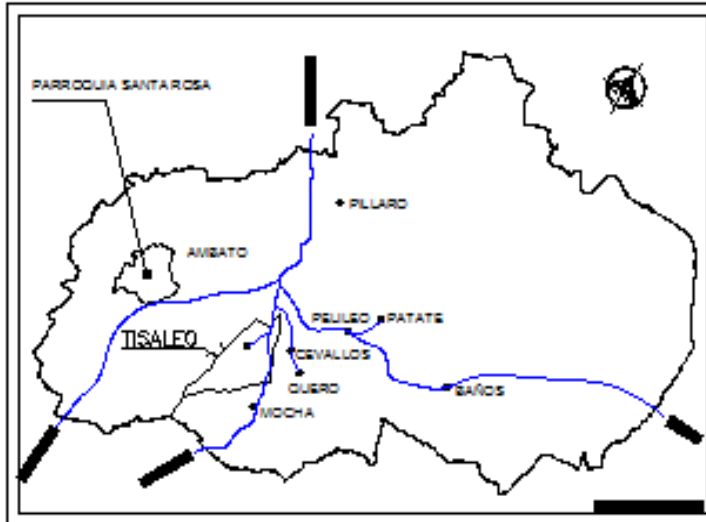 PARROQUIA SANTA ROSA
PILLARO
AMBATO
PELILEO
PATATE
TISALEO
CEVALLOS
QUERO
BAÑOS
MOCHA